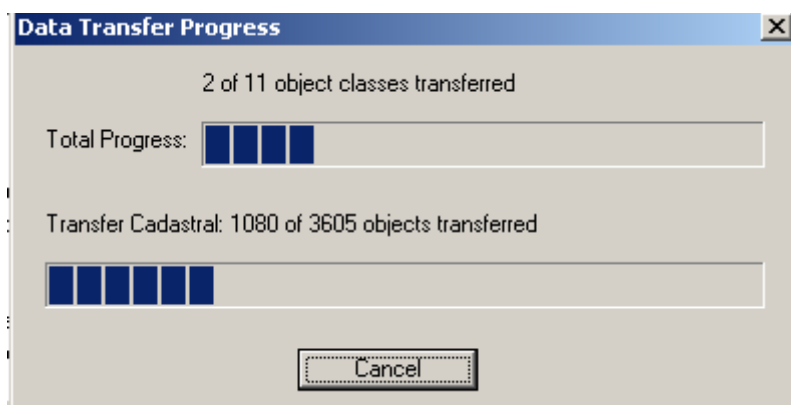 Data Transfer Progress
2 of 11 object classes transferred
Total Progress:
Transfer Cadastral: 1080 of 3605 objects transferred
Cancel